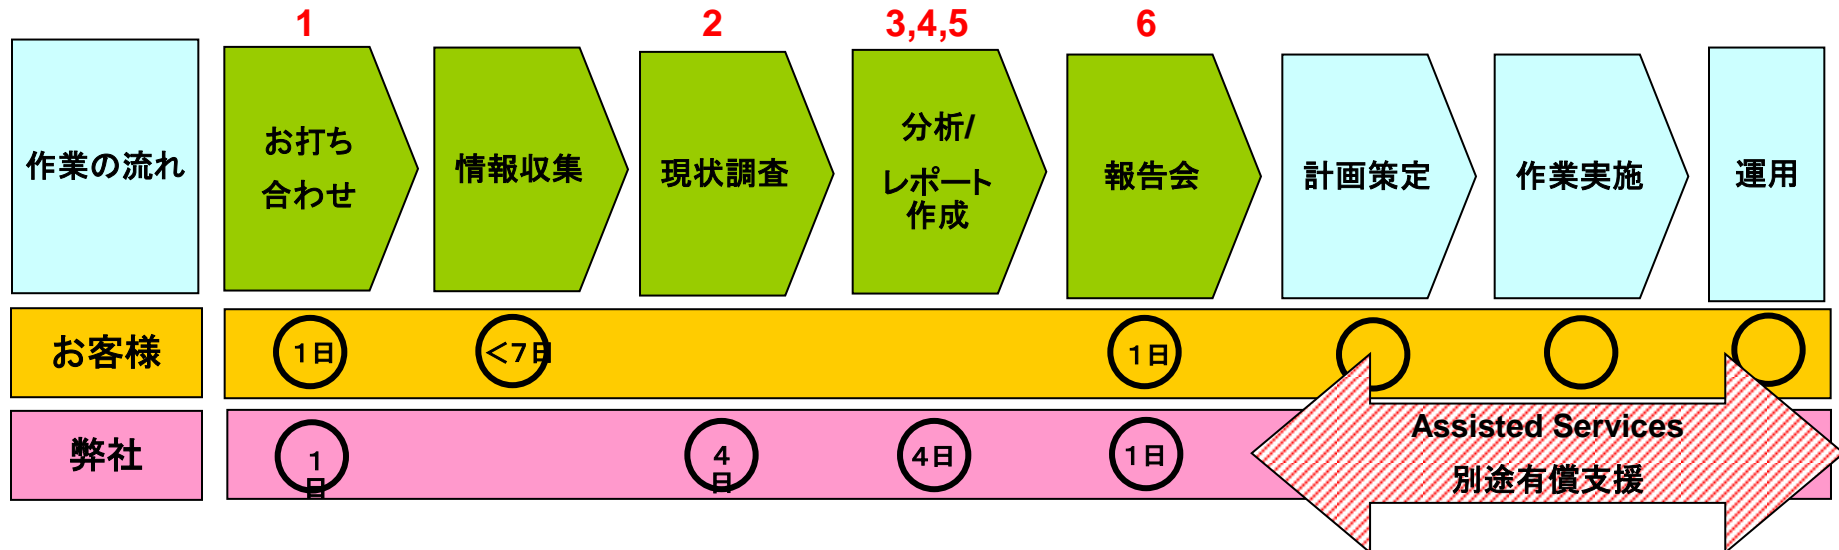 1
2
3,4,5
6
作業の流れ
お打ち
合わせ
情報収集
現状調査
分析/
レポート
作成
報告会
計画策定
作業実施
運用
お客様
１日
＜７日
１日
弊社
１
日
４
日
４日
１日
Assisted Services
別途有償支援